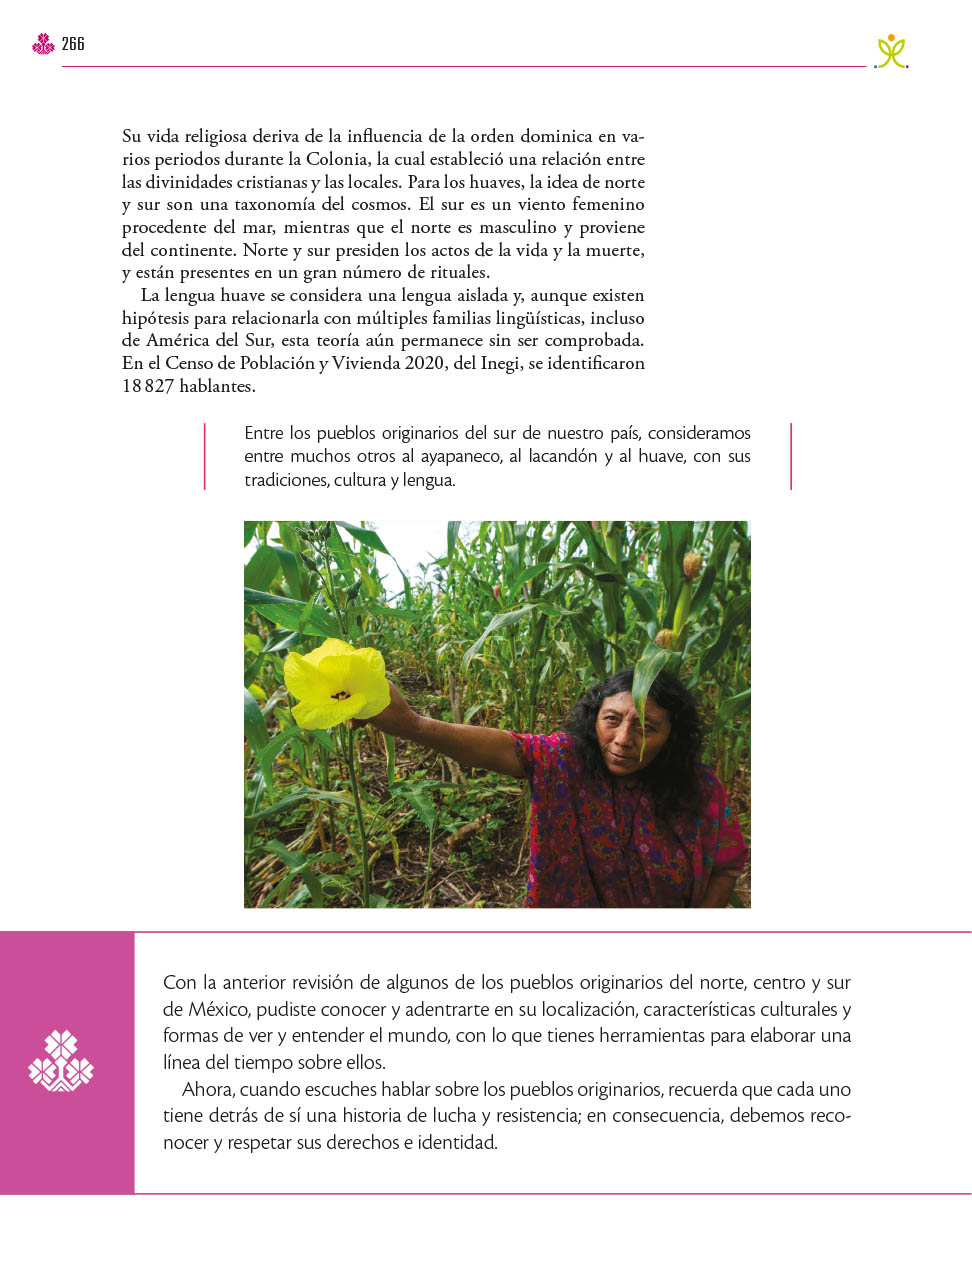 266
Su vida religiosa deriva de la influencia de la orden dominica en va-
rios periodos durante la Colonia, la cual estableció una relación entre
las divinidades cristianas y las locales. Para los huaves, la idea de norte
y sur son una taxonomía del cosmos. El sur es un viento femenino
procedente del mar, mientras que el norte es masculino y proviene
del continente. Norte y sur presiden los actos de la vida y la muerte,
y están presentes en un gran número de rituales.
La lengua huave se considera una lengua aislada y, aunque existen
hipótesis para relacionarla con múltiples familias lingüísticas, incluso
de América del Sur, esta teoría aún permanece sin ser comprobada.
En el Censo de Población y Vivienda 2020, del Inegi, se identificaron
18 827 hablantes.
Entre los pueblos originarios del sur de nuestro país, consideramos
entre muchos otros al ayapaneco, al lacandón y al huave, con sus
tradiciones, cultura y lengua.
Con la anterior revisión de algunos de los pueblos originarios del norte, centro y sur
de México, pudiste conocer y adentrarte en su localización, características culturales y
formas de ver y entender el mundo, con lo que tienes herramientas para elaborar una
línea del tiempo sobre ellos.
Ahora, cuando escuches hablar sobre los pueblos originarios, recuerda que cada uno
tiene detrás de sí una historia de lucha y resistencia; en consecuencia, debemos reco-
nocer y respetar sus derechos e identidad.